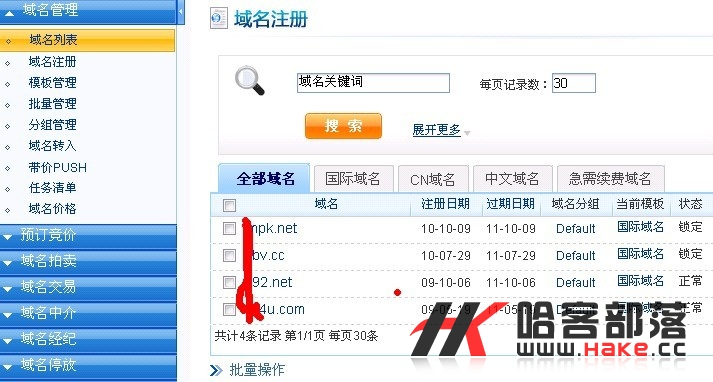 域名管理
域名列表
域名注册
模板管理
批量管理
分组管理
域名转入
带价PUSH
任务清单
域名价格
预订竞价
域名拍卖
域名交易
域名中介
域名经纪
域名停放
域名注册
域名关键词 每页记录数: 30
搜 索 展开更多
全部域名 国际域名 CN域名 中文域名 急需续费域名
域名 注册日期 过期日期 域名分组 当前模板 状态
mpk.net 10-10-09 11-10-09 Default 国际域名 锁定
bv.cc 10-07-29 11-07-29 Default 国际域名 锁定
92.net 09-10-06 11-10-06 Default 国际域名 正常
4u.com Default 国际域名 正常
共计4条记录 第1/1页 每页30条
批量操作
哈客部落
www.HAKE.cc